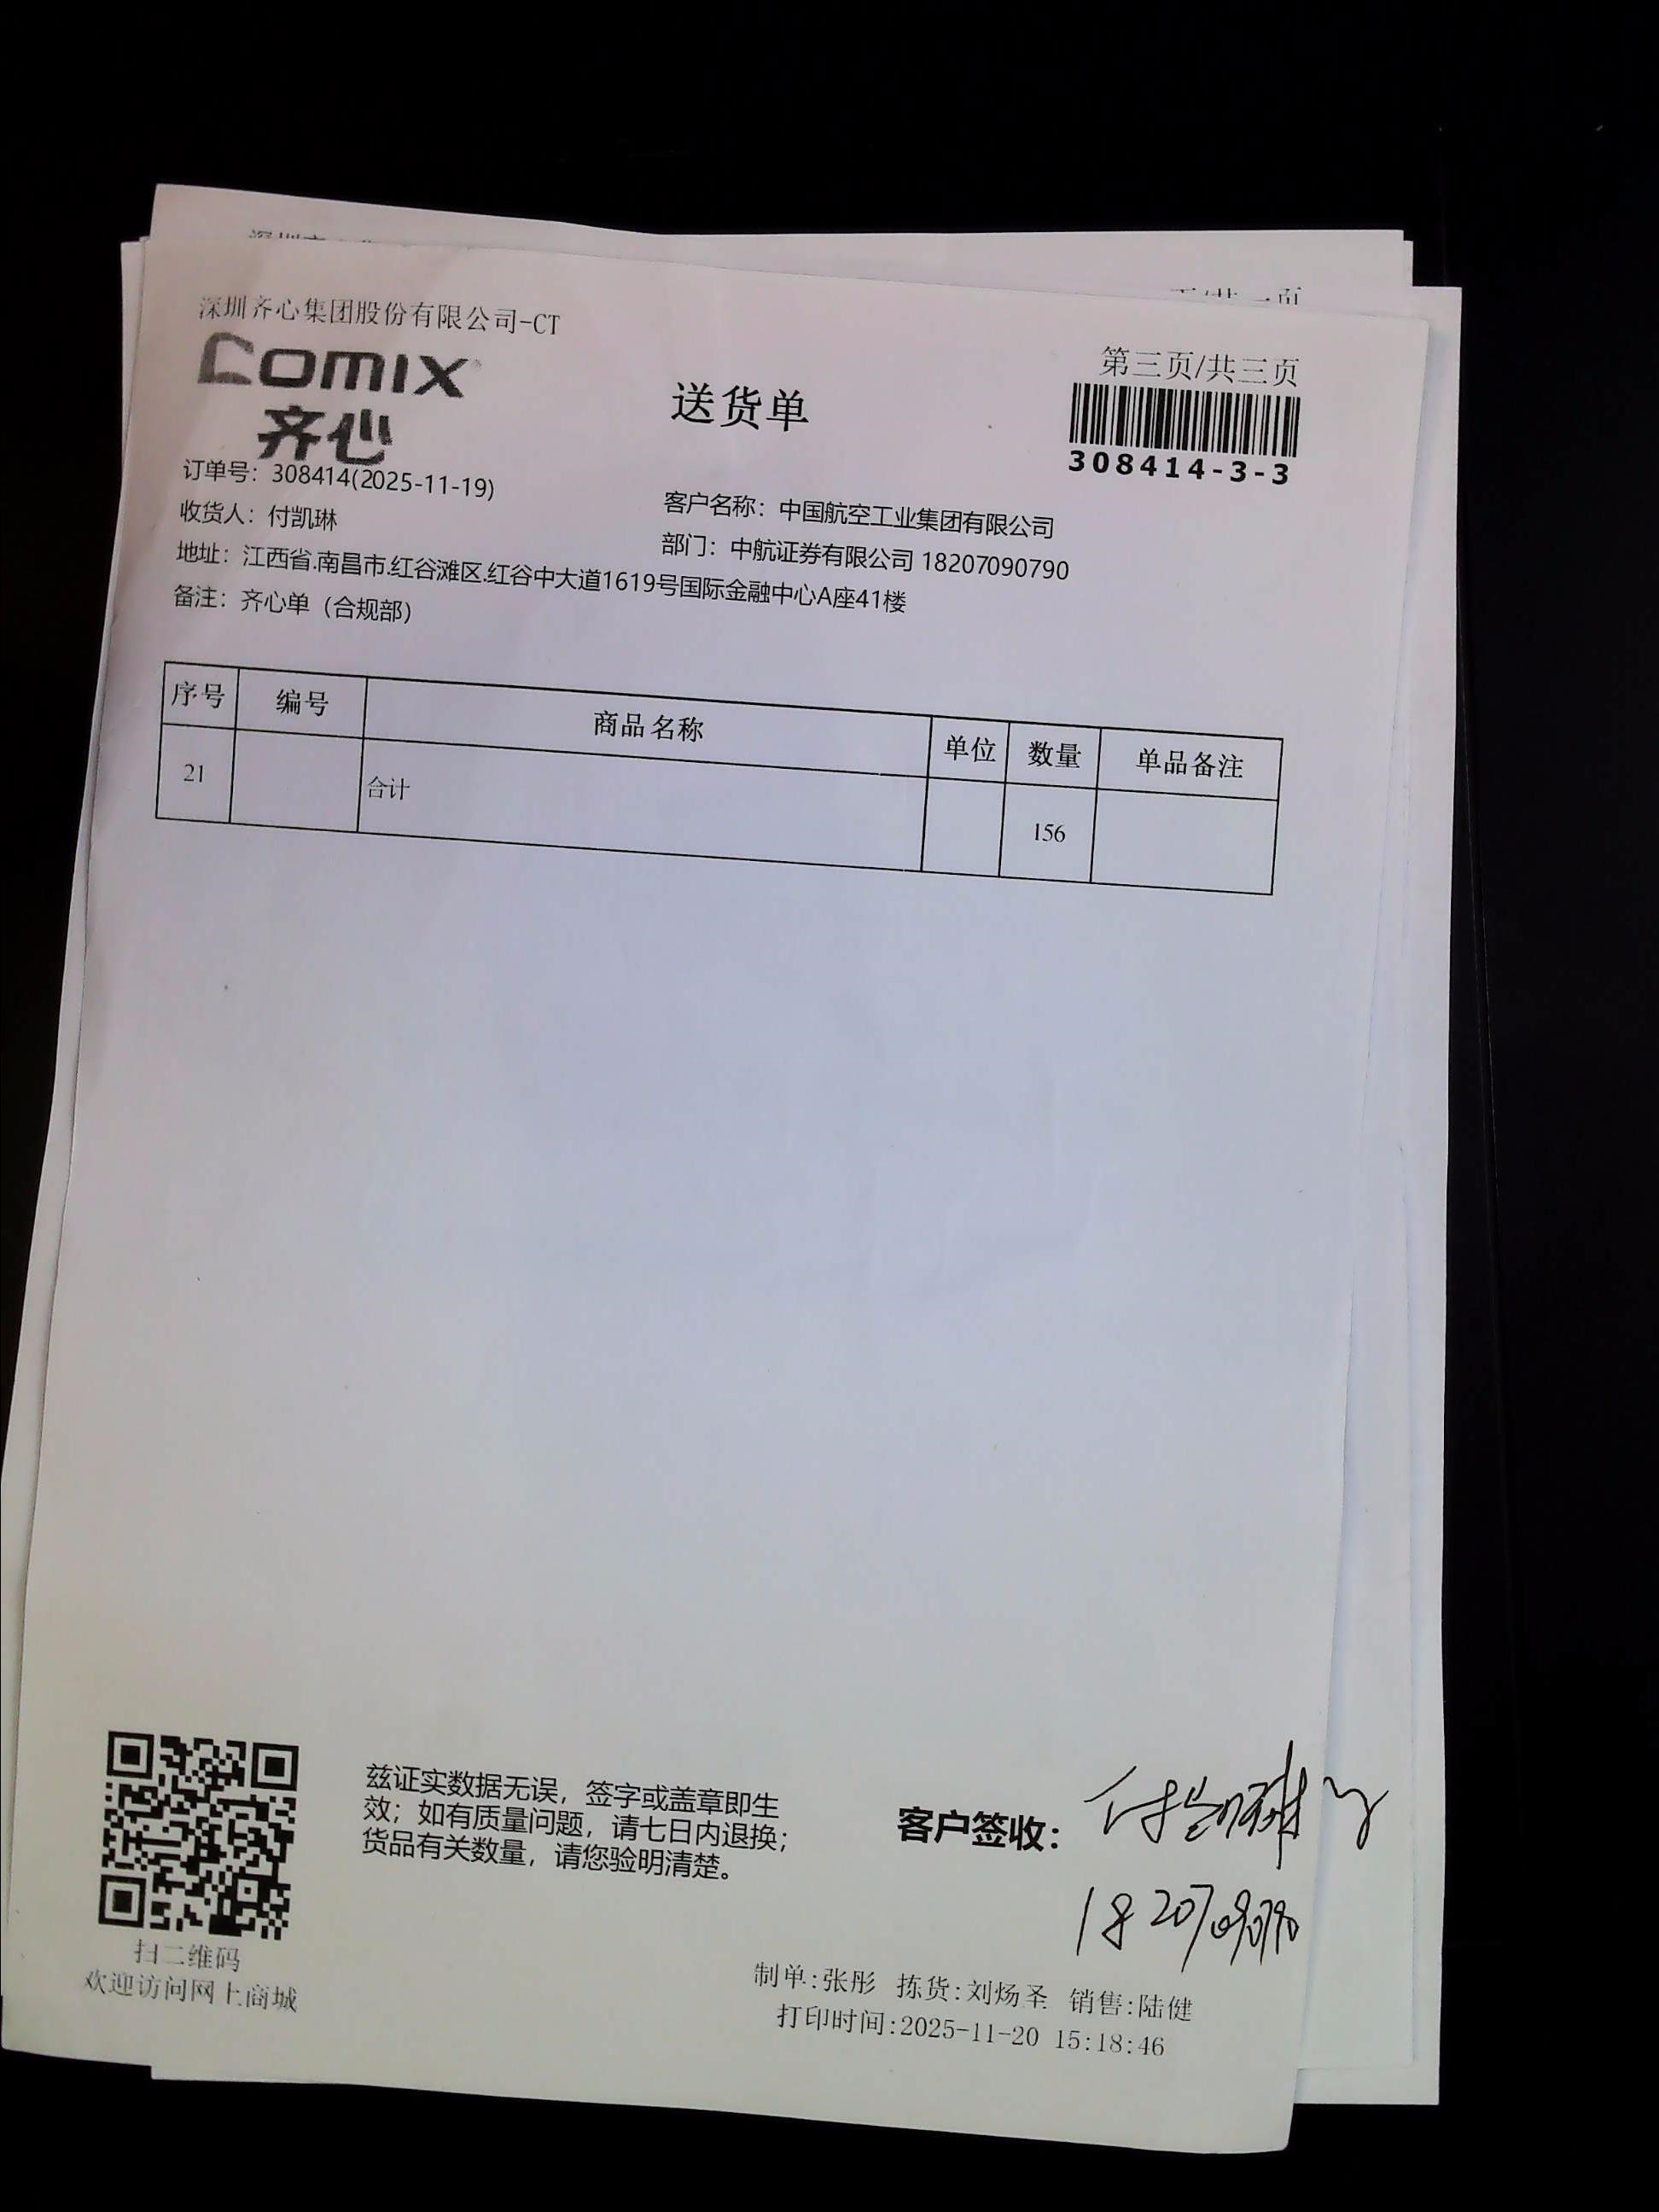 深圳齐心集团股份有限公司-CT
comix
齐心
送货单
第三页/共三页
308414-3-3
订单号：308414(2025-11-19)
客户名称：中国航空工业集团有限公司
收货人：付凯琳
部门：中航证券有限公司 18207090790
地址：江西省.南昌市.红谷滩区.红谷中大道1619号国际金融中心A座41楼
备注：齐心单（合规部）
序号 编号 商品名称 单位 数量 单品备注
21 合计 156
兹证实数据无误，签字或盖章即生
效；如有质量问题，请七日内退换；
货品有关数量，请您验明清楚。
客户签收：付凯琳
18207090790
扫二维码
欢迎访问网上商城
制单:张彤 拣货:刘炀圣 销售:陆健
打印时间:2025-11-20 15:18:46